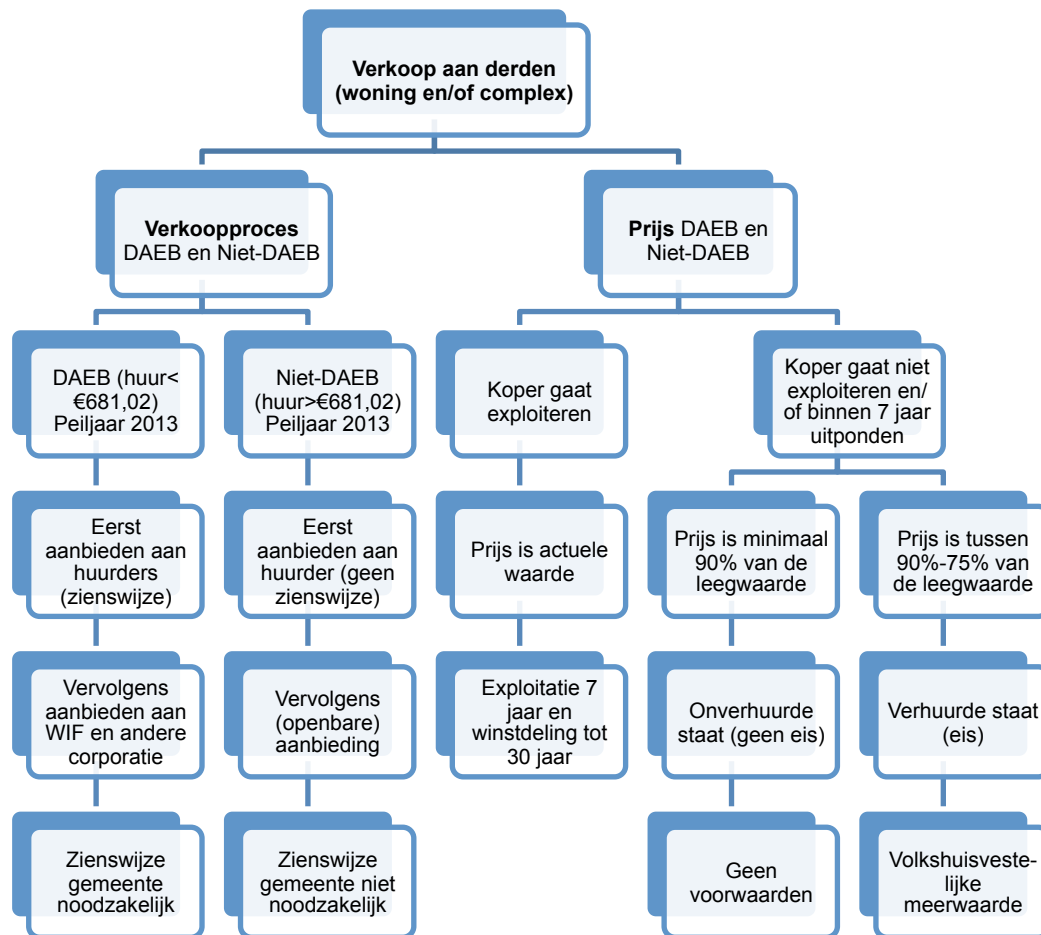 Verkoop aan derden
(woning en/of complex)
Verkoopproces
DAEB en Niet-DAEB
Prijs DAEB en
Niet-DAEB
DAEB (huur<
€681,02)
Peiljaar 2013
Niet-DAEB
(huur>€681,02)
Peiljaar 2013
Koper gaat
exploiteren
Koper gaat niet
exploiteren en/
of binnen 7 jaar
uitponden
Eerst
aanbieden aan
huurders
(zienswijze)
Eerst
aanbieden aan
huurder (geen
zienswijze)
Prijs is actuele
waarde
Prijs is minimaal
90% van de
leegwaarde
Prijs is tussen
90%-75% van
de leegwaarde
Vervolgens
aanbieden aan
WIF en andere
corporatie
Vervolgens
(openbare)
aanbieding
Exploitatie 7
jaar en
winstdeling tot
30 jaar
Onverhuurde
staat (geen eis)
Verhuurde staat
(eis)
Zienswijze
gemeente
noodzakelijk
Zienswijze
gemeente niet
noodzakelijk
Geen
voorwaarden
Volkshuisveste-
lijke
meerwaarde